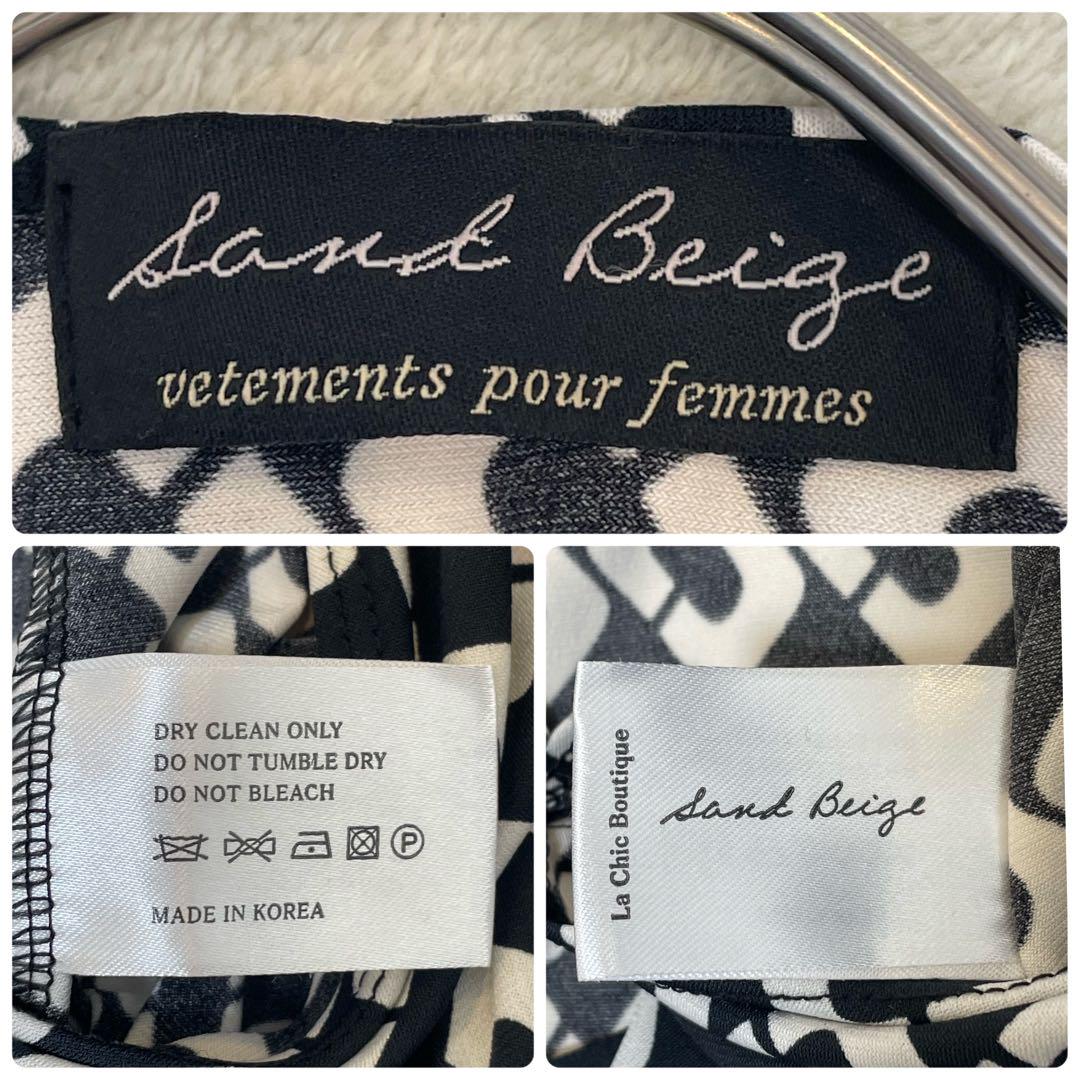 Sand Beige
vetements pour femmes
DRY CLEAN ONLY
DO NOT TUMBLE DRY
DO NOT BLEACH
P
MADE IN KOREA
La Chic Boutique
Sand Beige